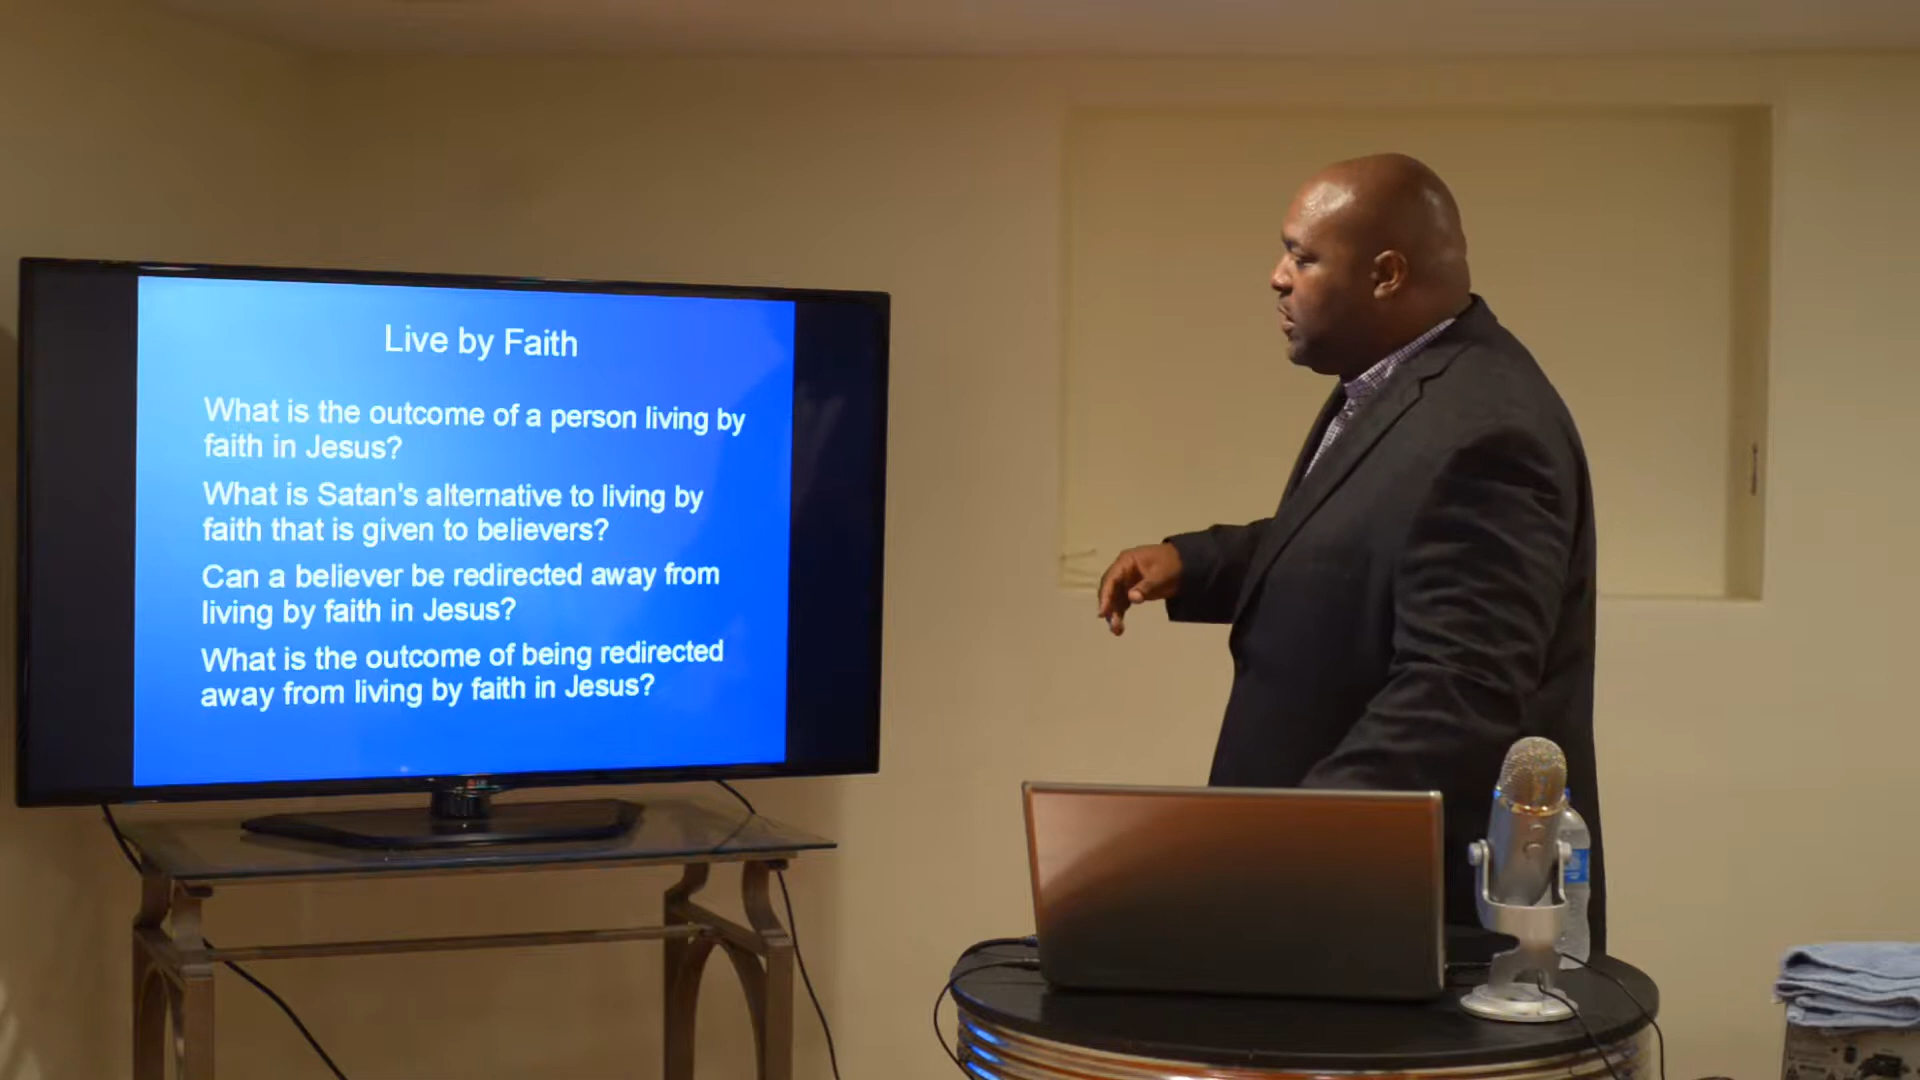 Live by Faith
What is the outcome of a person living by
faith in Jesus?
What is Satan's alternative to living by
faith that is given to believers?
Can a believer be redirected away from
living by faith in Jesus?
What is the outcome of being redirected
away from living by faith in Jesus?